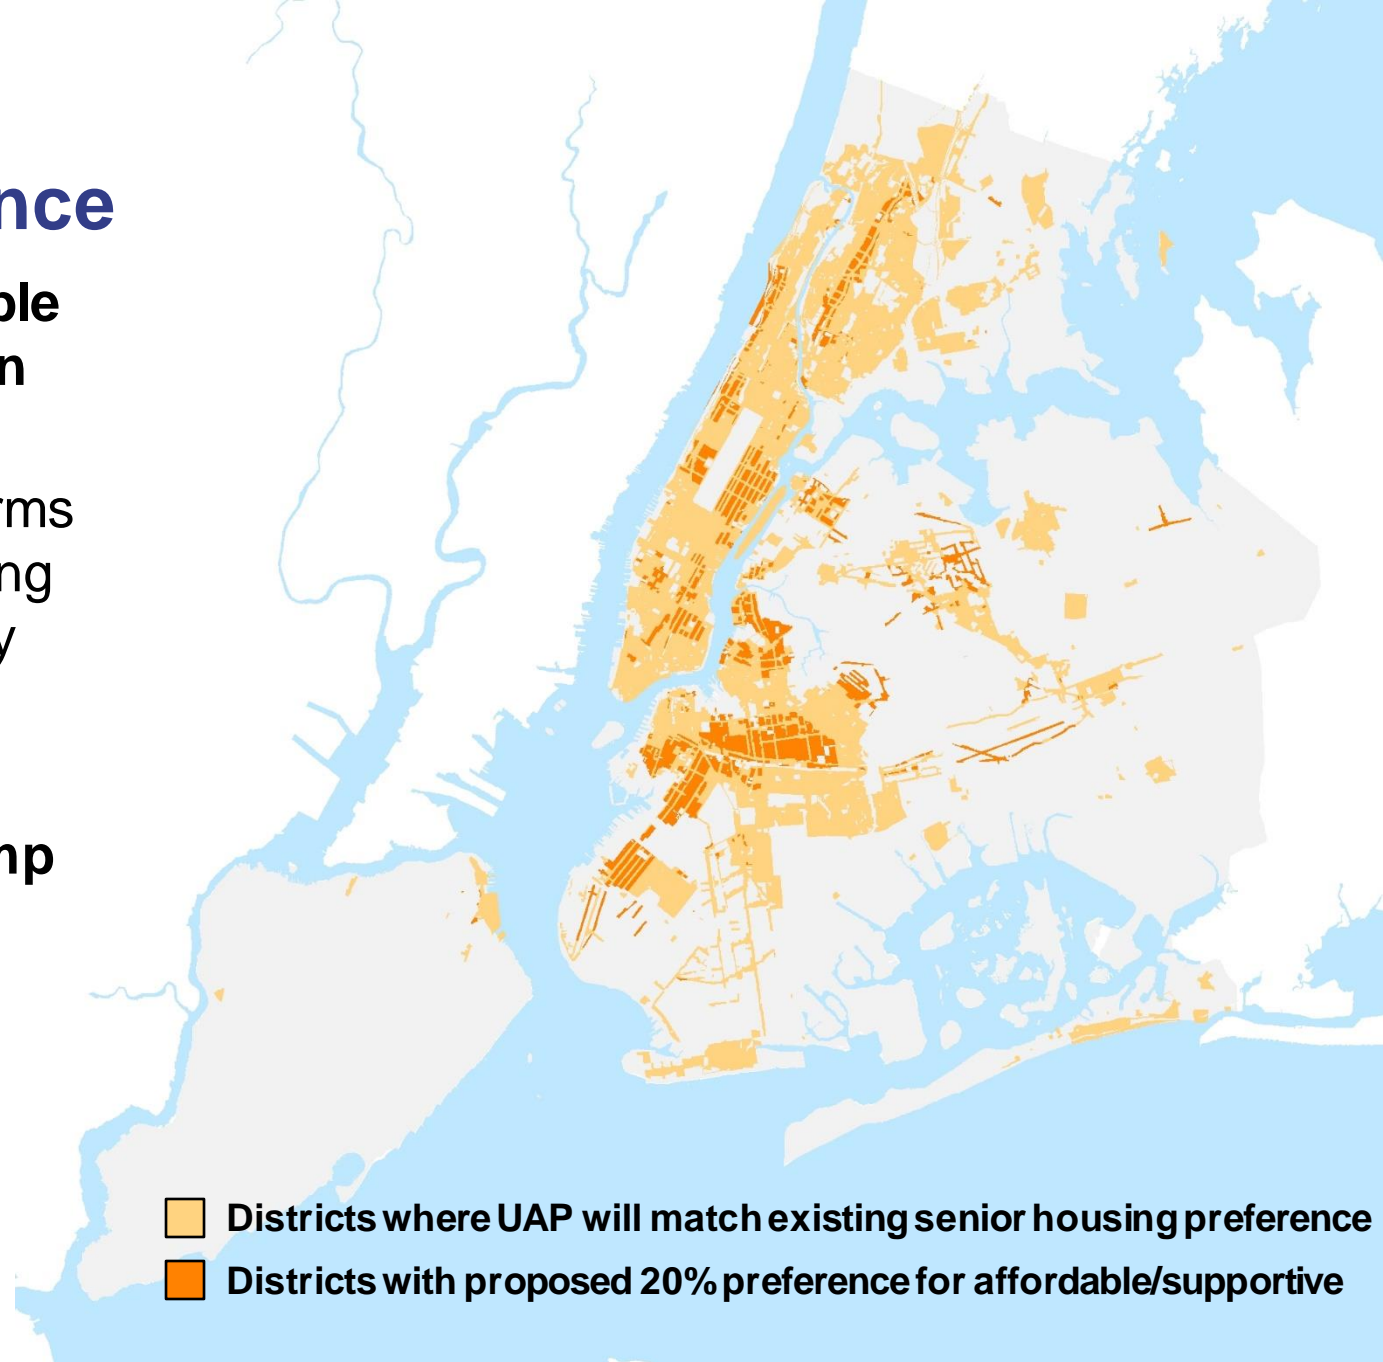 nce
ble
n
rms
ng
y
mp
Districts where UAP will match existing senior housing preference
Districts with proposed 20% preference for affordable/supportive